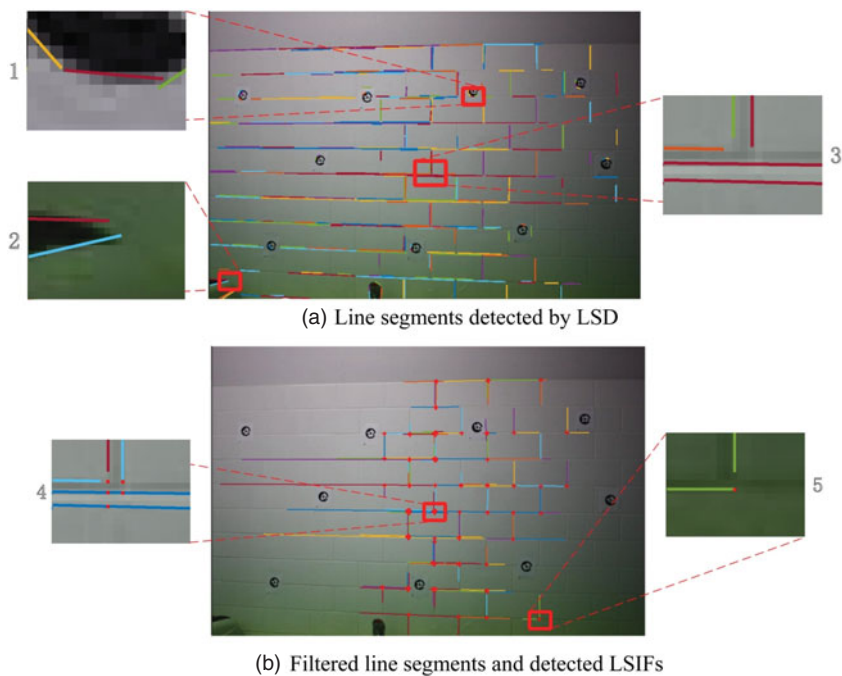 1
2
3
(a) Line segments detected by LSD
4
5
(b) Filtered line segments and detected LSIFs